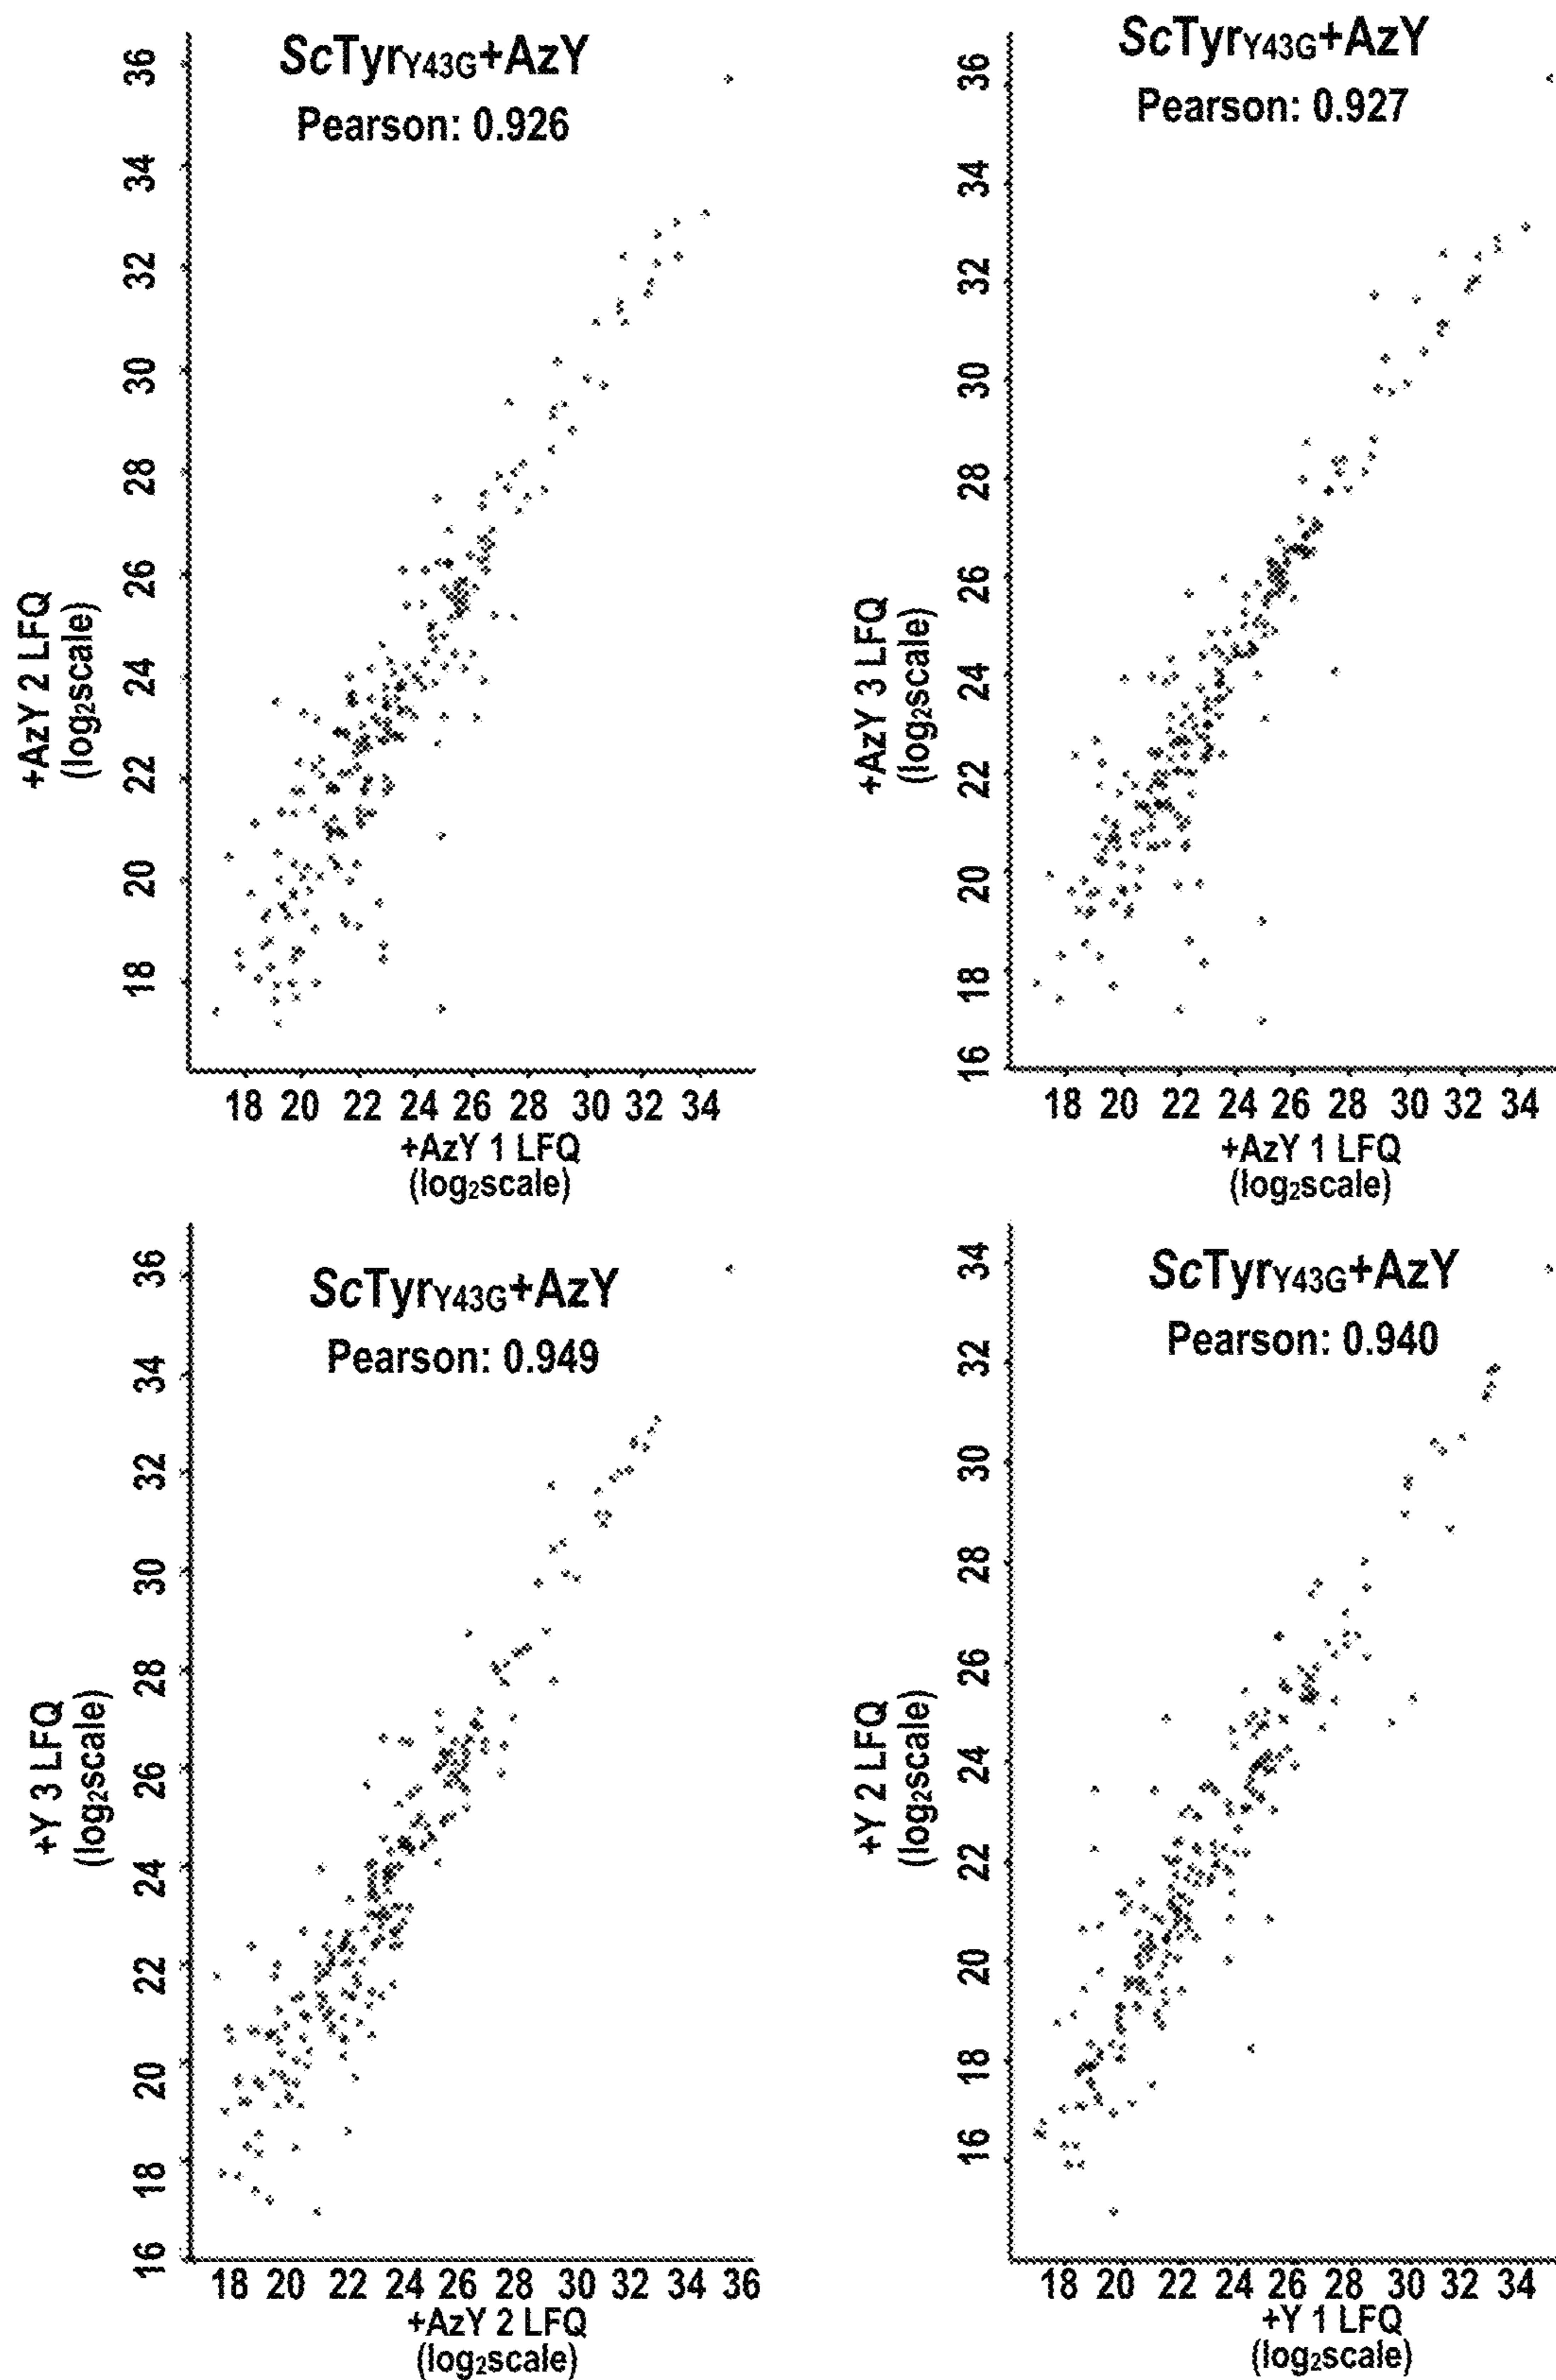 ScTyrY43G+AzY
Pearson: 0.926
36
34
32
30
28
26
24
22
20
18
+AzY 2 LFQ
(log2scale)
18 20 22 24 26 28 30 32 34
+AzY 1 LFQ
(log2scale)
ScTyrY43G+AzY
Pearson: 0.927
36
34
32
30
28
26
24
22
20
18
16
+AzY 3 LFQ
(log2scale)
18 20 22 24 26 28 30 32 34
+AzY 1 LFQ
(log2scale)
ScTyrY43G+AzY
Pearson: 0.949
36
34
32
30
28
26
24
22
20
18
16
+Y 3 LFQ
(log2scale)
18 20 22 24 26 28 30 32 34 36
+AzY 2 LFQ
(log2scale)
ScTyrY43G+AzY
Pearson: 0.940
34
32
30
28
26
24
22
20
18
16
+Y 2 LFQ
(log2scale)
18 20 22 24 26 28 30 32 34
+Y 1 LFQ
(log2scale)